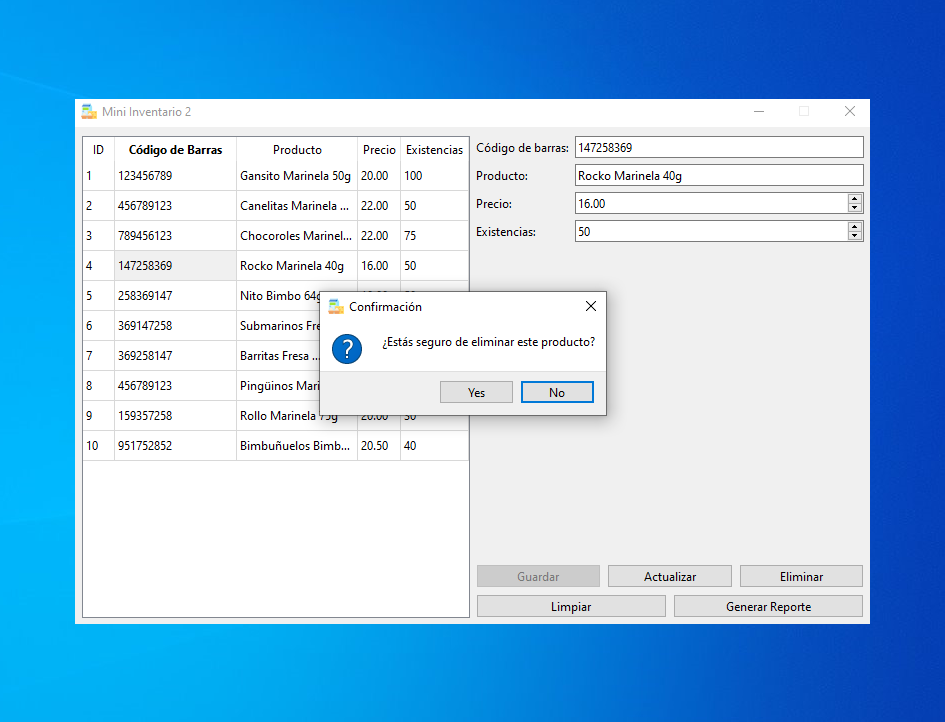 Mini Inventario 2
ID Código de Barras Producto Precio Existencias
1 123456789 Gansito Marinela 50g 20.00 100
2 456789123 Canelitas Marinela ... 22.00 50
3 789456123 Chocoroles Marinel... 22.00 75
4 147258369 Rocko Marinela 40g 16.00 50
5 258369147 Nito Bimbo 64g
6 369147258 Submarinos Fre
7 369258147 Barritas Fresa ...
8 456789123 Pingüinos Mari
9 159357258 Rollo Marinela 75g 20.00 30
10 951752852 Bimbuñuelos Bimb... 20.50 40
Código de barras: 147258369
Producto: Rocko Marinela 40g
Precio: 16.00
Existencias: 50
Confirmación
?
¿Estás seguro de eliminar este producto?
Yes No
Guardar Actualizar Eliminar
Limpiar Generar Reporte